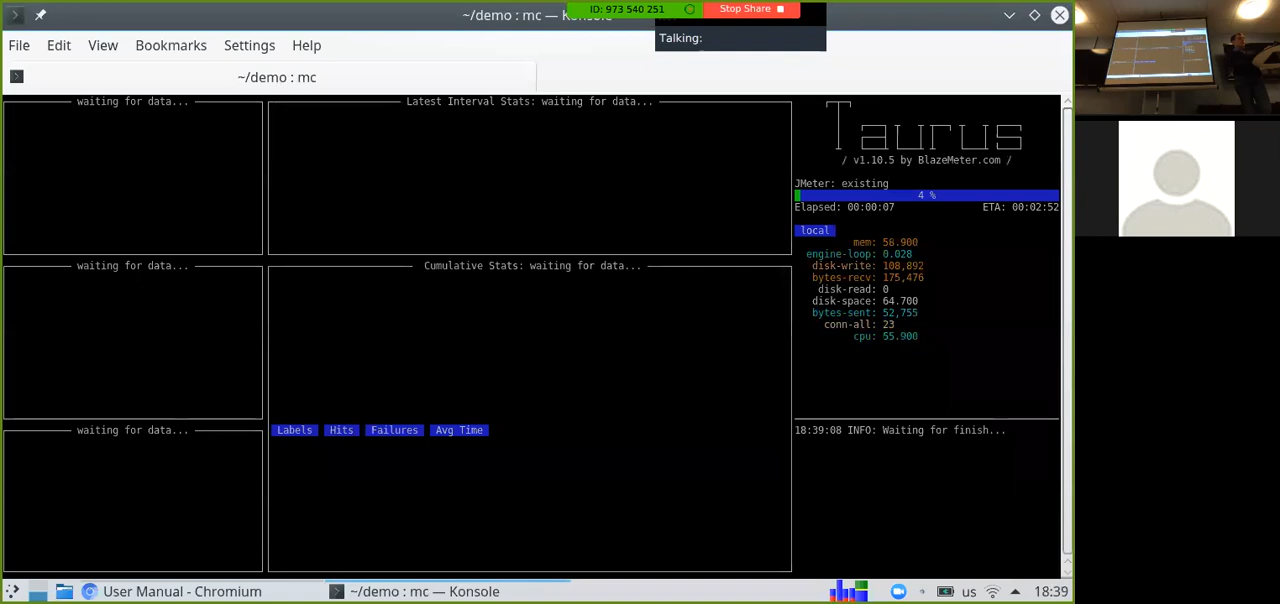 ~/demo : mc — Konsole
ID: 973 540 251
Stop Share
Talking:
File Edit View Bookmarks Settings Help
~/demo : mc
waiting for data...
Latest Interval Stats: waiting for data...
Taurus
/ v1.10.5 by BlazeMeter.com /
JMeter: existing
4 %
Elapsed: 00:00:07 ETA: 00:02:52
local
mem: 58.900
engine-loop: 0.028
disk-write: 108,892
bytes-recv: 175,476
disk-read: 0
disk-space: 64.700
bytes-sent: 52,755
conn-all: 23
cpu: 55.900
waiting for data...
Cumulative Stats: waiting for data...
waiting for data...
Labels Hits Failures Avg Time
18:39:08 INFO: Waiting for finish...
User Manual - Chromium
~/demo : mc — Konsole
us
18:39